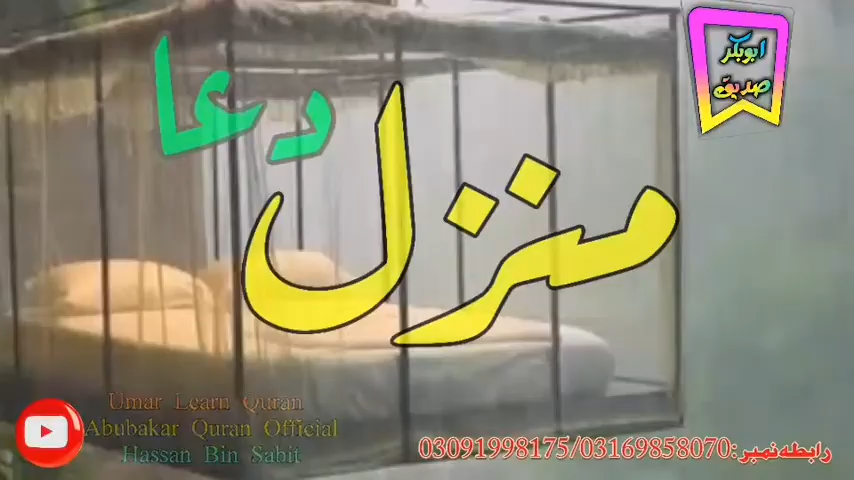 ابوبکر
صدیق
دعا
منزل
Umar Learn Quran
Abubakar Quran Official
Hassan Bin Sabit
رابطہ نمبر:03091998175/03169858070